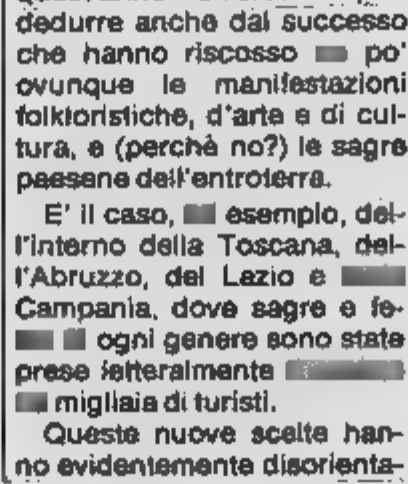 dedurre anche dal successo
che hanno riscosso po'
ovunque le manifestazioni
folkloristiche, d'arte e di cul-
tura, e (perchè no?) le sagre
paesane dell'entroterra.
E' il caso, esempio, del-
l'interno della Toscana, del-
l'Abruzzo, del Lazio e
Campania, dove sagre e fe-
ogni genere sono state
prese letteralmente
migliaia di turisti.
Queste nuove scelte han-
no evidentemente disorienta-